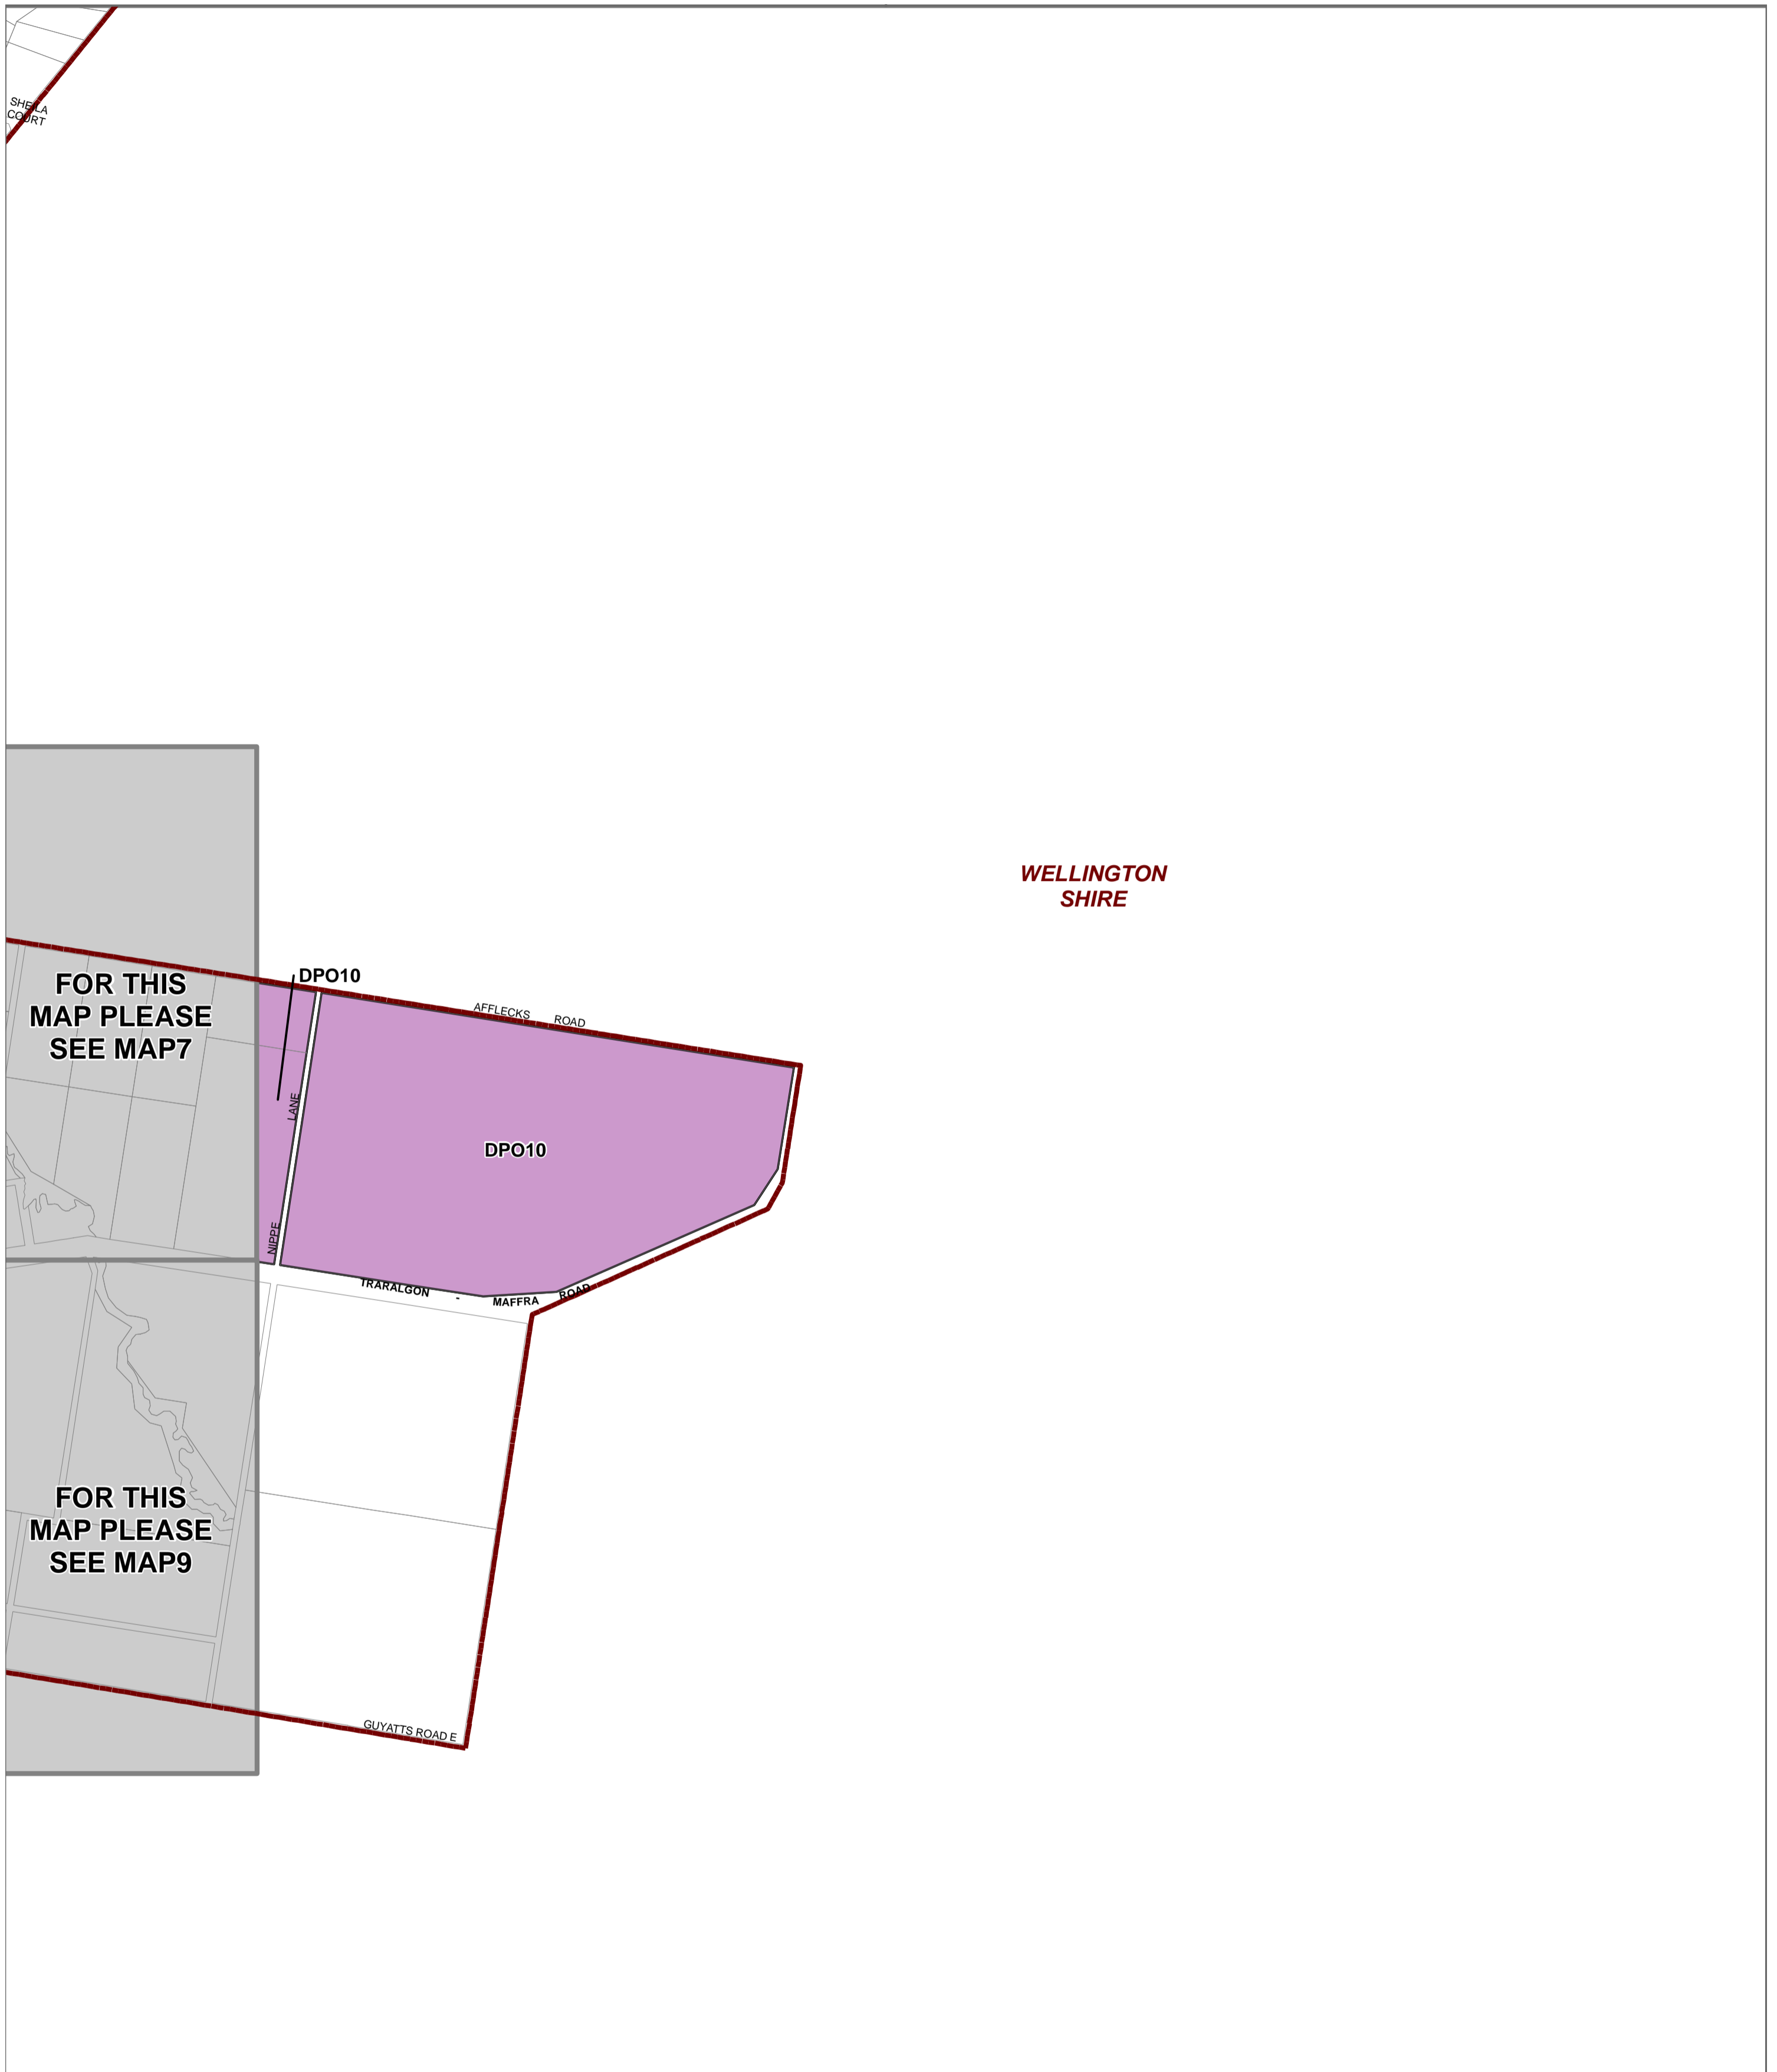 SHEILA
COURT
WELLINGTON
SHIRE
FOR THIS
MAP PLEASE
SEE MAP7
DPO10
AFFLECKS ROAD
LANE
DPO10
NIPPE
TRARALGON - MAFFRA ROAD
FOR THIS
MAP PLEASE
SEE MAP9
GUYATTS ROAD E